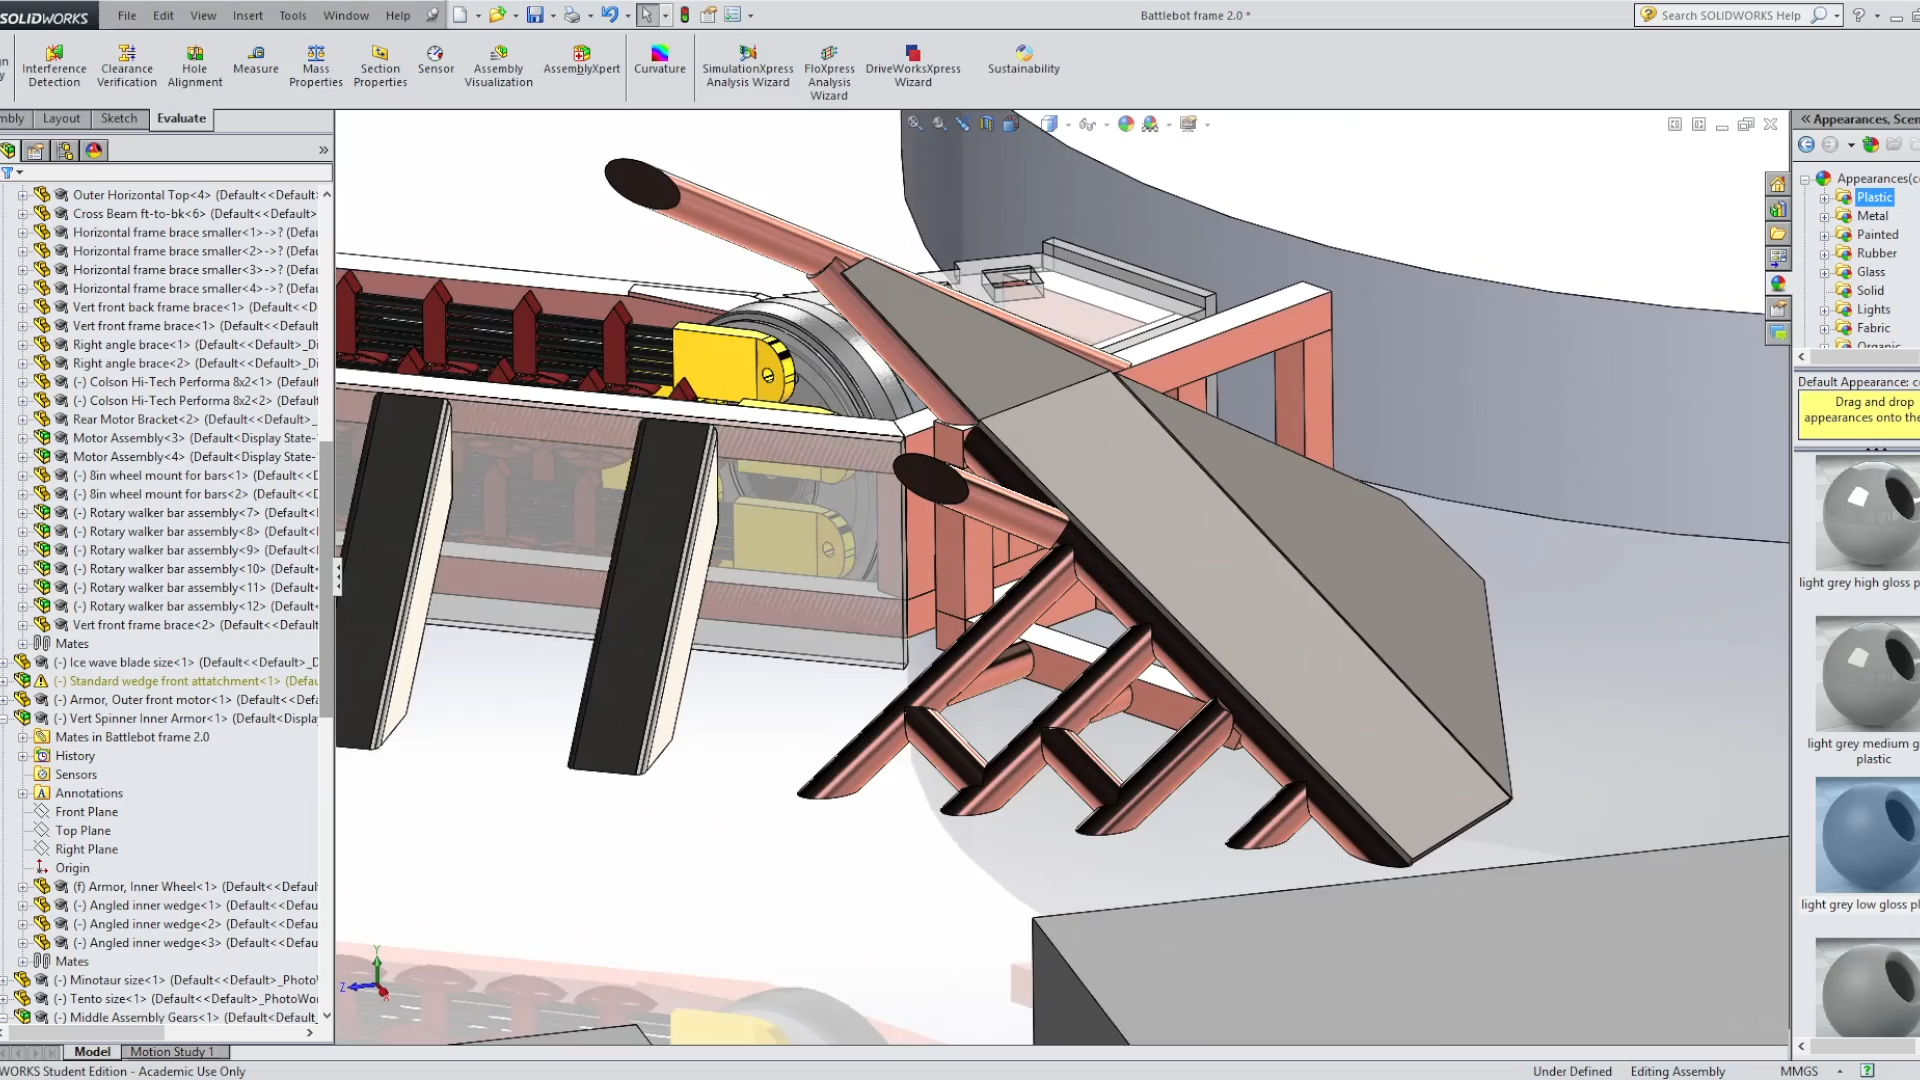 SOLIDWORKS File Edit View Insert Tools Window Help Battlebot frame 2.0 * Search SOLIDWORKS Help
Interference Detection
Clearance Verification
Hole Alignment
Measure
Mass Properties
Section Properties
Sensor
Assembly Visualization
AssemblyXpert
Curvature
SimulationXpress Analysis Wizard
FloXpress Analysis Wizard
DriveWorksXpress Wizard
Sustainability
mbly Layout Sketch Evaluate
Outer Horizontal Top<4> (Default<<Default
Cross Beam ft-to-bk<6> (Default<<Default
Horizontal frame brace smaller<1>->? (Defau
Horizontal frame brace smaller<2>->? (Defau
Horizontal frame brace smaller<3>->? (Defau
Horizontal frame brace smaller<4>->? (Defau
Vert front back frame brace<1> (Default<<D
Vert front frame brace<1> (Default<<Default
Right angle brace<1> (Default<<Default>_Di
Right angle brace<2> (Default<<Default>_Di
(-) Colson Hi-Tech Performa 8x2<1> (Default
(-) Colson Hi-Tech Performa 8x2<2> (Default
Rear Motor Bracket<2> (Default<<Default>_
Motor Assembly<3> (Default<Display State-
Motor Assembly<4> (Default<Display State-
(-) 8in wheel mount for bars<1> (Default<<D
(-) 8in wheel mount for bars<2> (Default<<D
(-) Rotary walker bar assembly<7> (Default<
(-) Rotary walker bar assembly<8> (Default<
(-) Rotary walker bar assembly<9> (Default<
(-) Rotary walker bar assembly<10> (Default<
(-) Rotary walker bar assembly<11> (Default<
(-) Rotary walker bar assembly<12> (Default<
Vert front frame brace<2> (Default<<Default
Mates
(-) Ice wave blade size<1> (Default<<Default>_D
(-) Standard wedge front attatchment<1> (Defau
(-) Armor, Outer front motor<1> (Default<<Defa
(-) Vert Spinner Inner Armor<1> (Default<Displa
Mates in Battlebot frame 2.0
History
Sensors
Annotations
Front Plane
Top Plane
Right Plane
Origin
(f) Armor, Inner Wheel<1> (Default<<Defaul
(-) Angled inner wedge<1> (Default<<Defau
(-) Angled inner wedge<2> (Default<<Defau
(-) Angled inner wedge<3> (Default<<Defau
Mates
(-) Minotaur size<1> (Default<<Default>_PhotoW
(-) Tento size<1> (Default<<Default>_PhotoWor
(-) Middle Assembly Gears<1> (Default<Default_
Y
Z
Appearances, Scen
Appearances(co
Plastic
Metal
Painted
Rubber
Glass
Solid
Lights
Fabric
Organic
Default Appearance: co
Drag and drop
appearances onto the
light grey high gloss p
light grey medium g
plastic
light grey low gloss pl
Model Motion Study 1
WORKS Student Edition - Academic Use Only Under Defined Editing Assembly MMGS